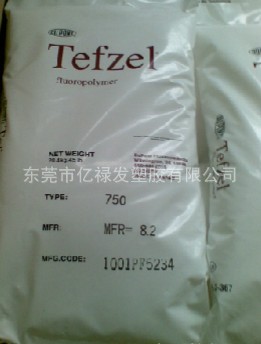 DU PONT
Tefzel
fluoropolymer
NET WEIGHT
东莞市亿禄发塑胶有限公司
TYPE: 750
MFR: MFR= 8.2
MFG.CODE: 1001PF5234
Tefzel